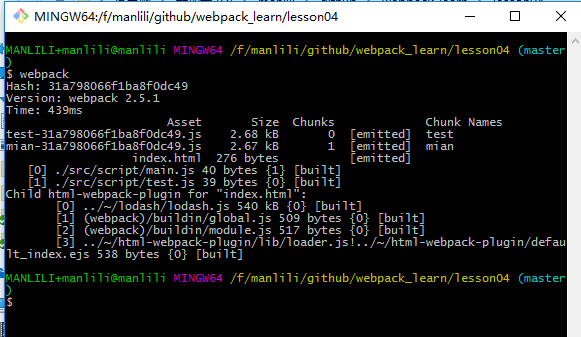 MINGW64:/f/manlili/github/webpack_learn/lesson04
MANLILI+manlili@manlili MINGW64 /f/manlili/github/webpack_learn/lesson04 (master
)
$ webpack
Hash: 31a798066f1ba8f0dc49
Version: webpack 2.5.1
Time: 439ms
Asset Size Chunks Chunk Names
test-31a798066f1ba8f0dc49.js 2.68 kB 0 [emitted] test
mian-31a798066f1ba8f0dc49.js 2.67 kB 1 [emitted] mian
index.html 276 bytes [emitted]
[0] ./src/script/main.js 40 bytes {1} [built]
[1] ./src/script/test.js 39 bytes {0} [built]
Child html-webpack-plugin for "index.html":
[0] ../~/lodash/lodash.js 540 kB {0} [built]
[1] (webpack)/buildin/global.js 509 bytes {0} [built]
[2] (webpack)/buildin/module.js 517 bytes {0} [built]
[3] ../~/html-webpack-plugin/lib/loader.js!../~/html-webpack-plugin/defau
lt_index.ejs 538 bytes {0} [built]
MANLILI+manlili@manlili MINGW64 /f/manlili/github/webpack_learn/lesson04 (master
)
$